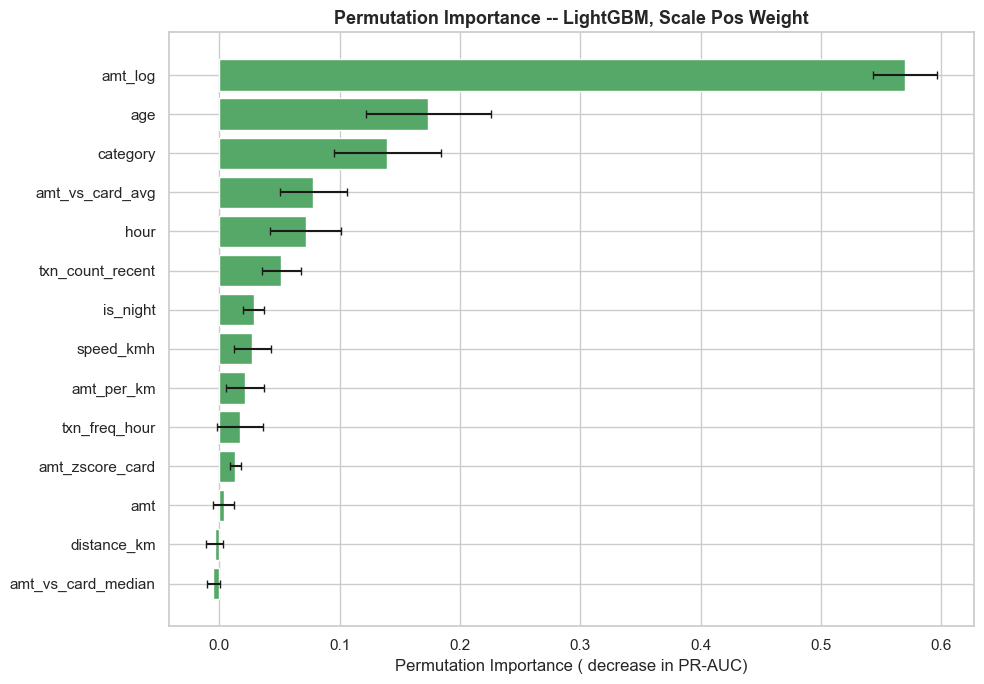 Permutation Importance -- LightGBM, Scale Pos Weight
amt_log
age
category
amt_vs_card_avg
hour
txn_count_recent
is_night
speed_kmh
amt_per_km
txn_freq_hour
amt_zscore_card
amt
distance_km
amt_vs_card_median
0.0 0.1 0.2 0.3 0.4 0.5 0.6
Permutation Importance ( decrease in PR-AUC)